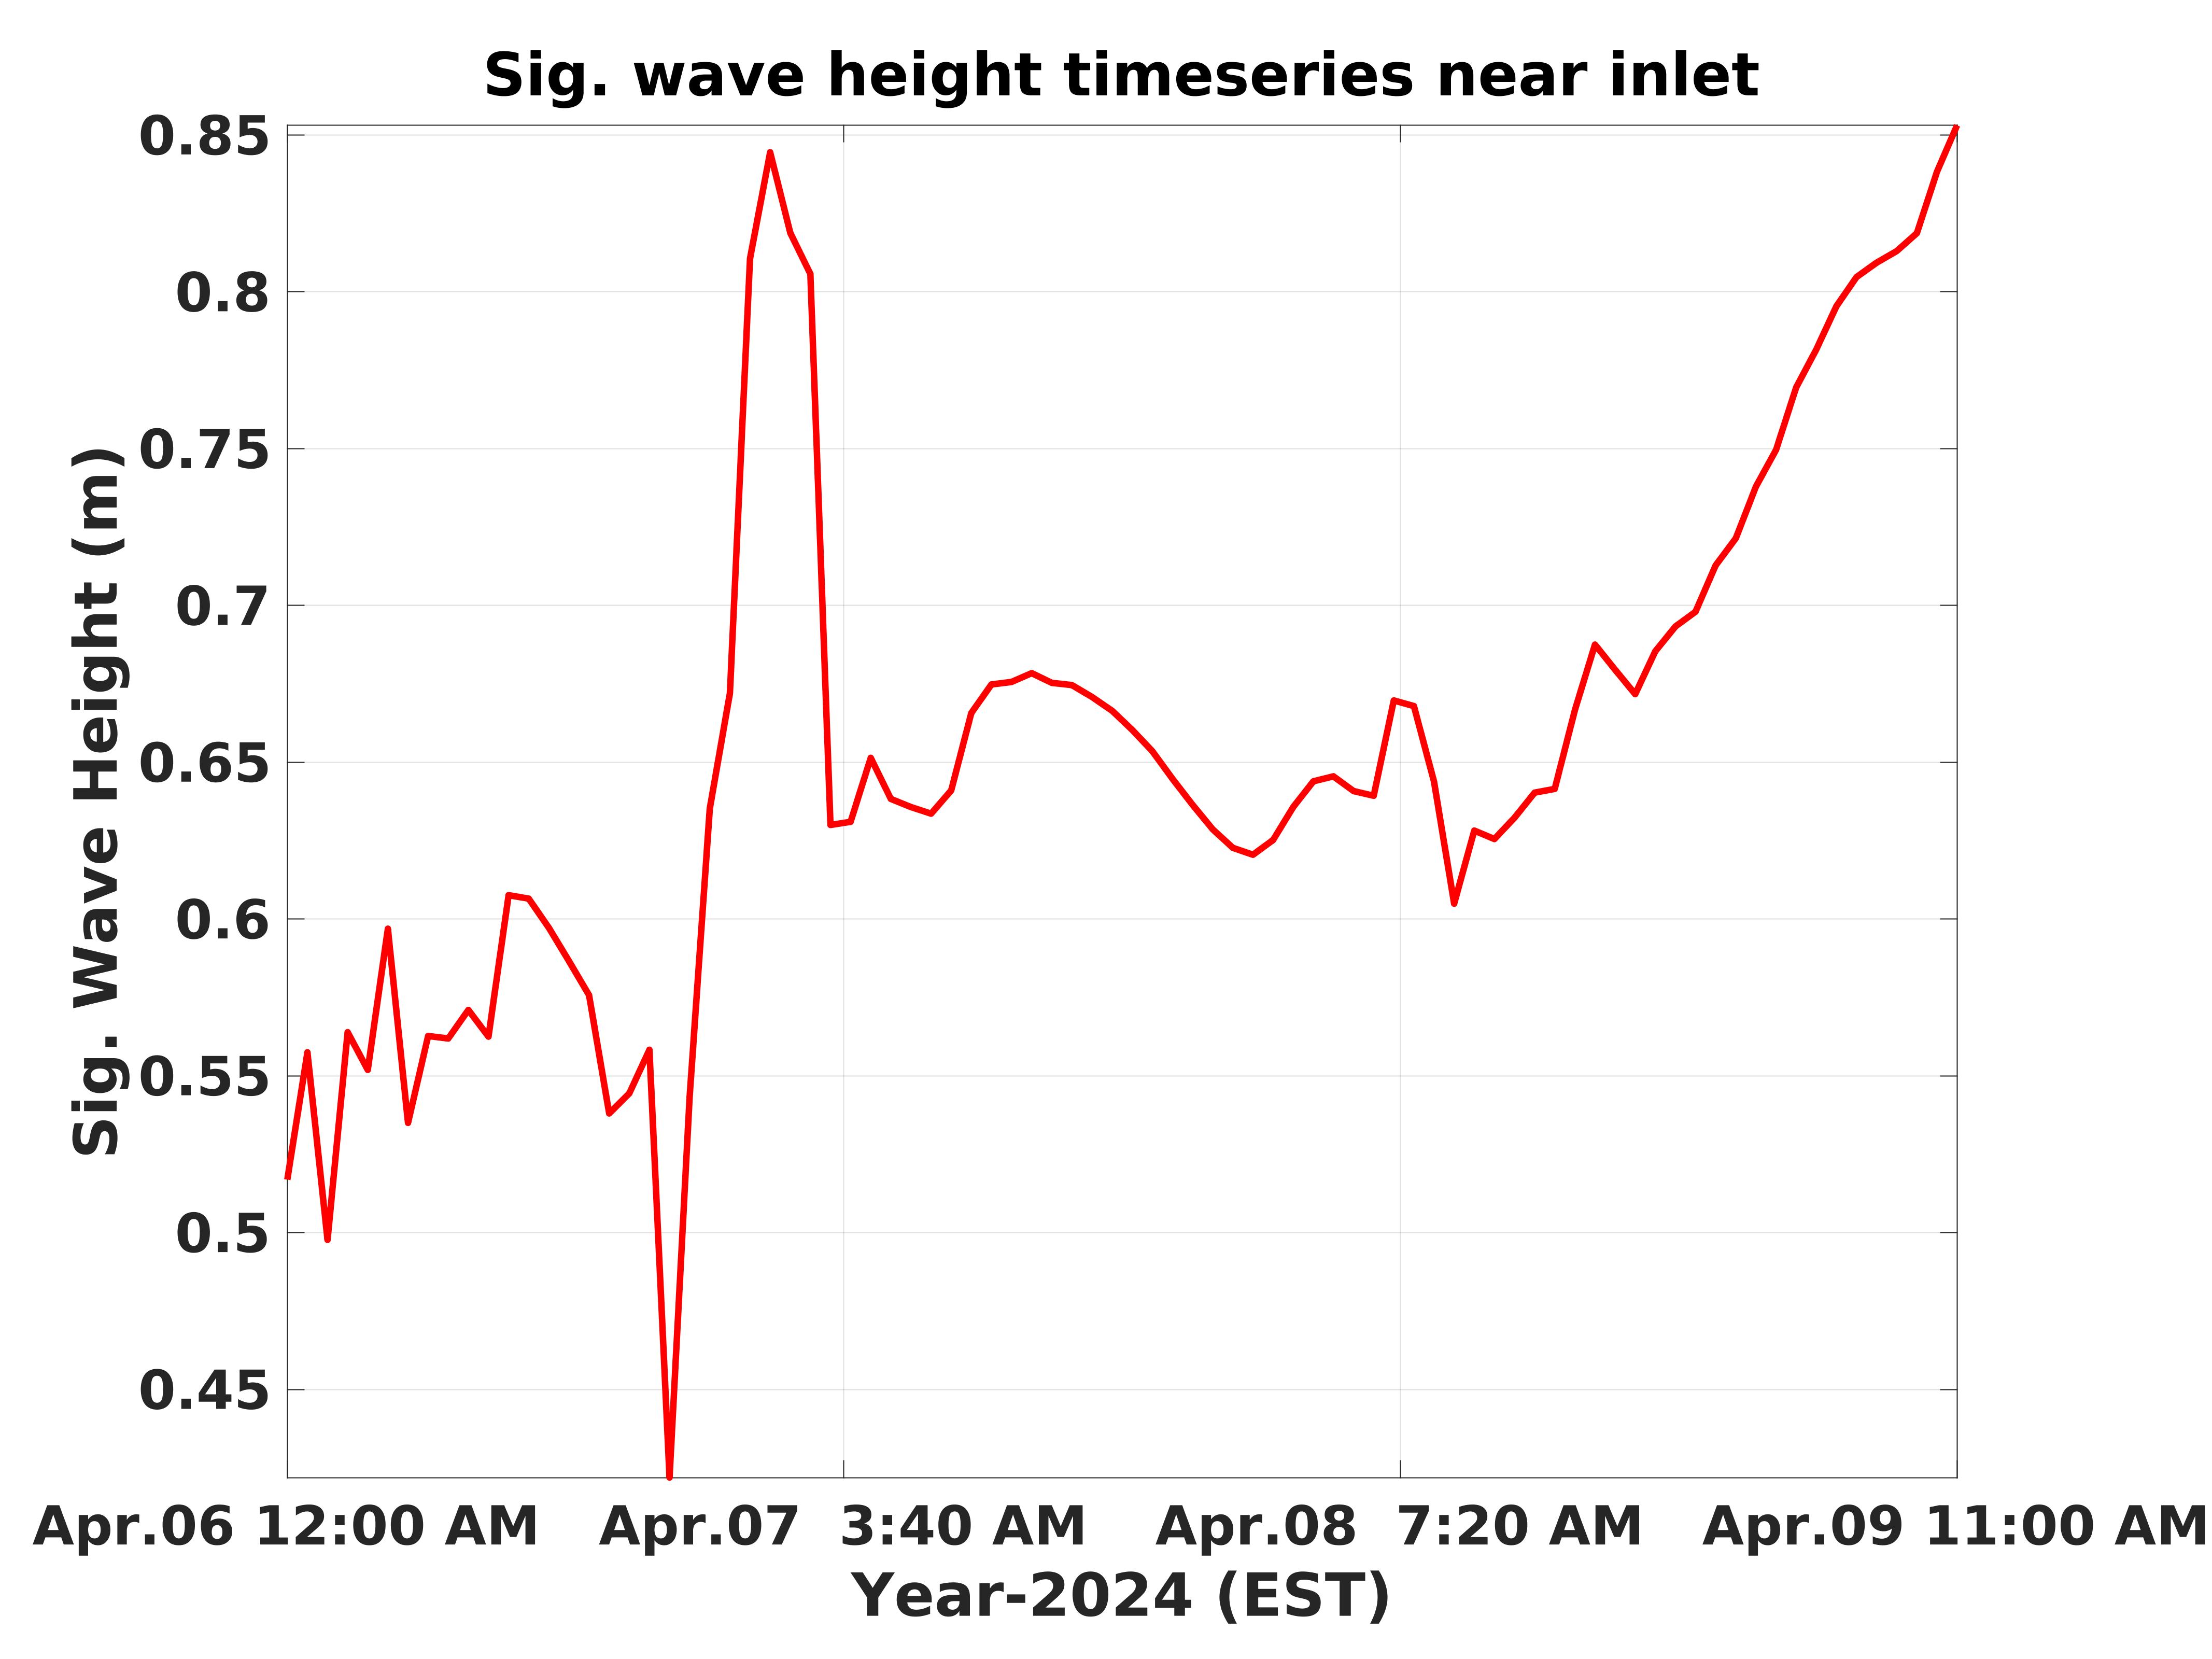 Sig. wave height timeseries near inlet
Sig. Wave Height (m)
0.85
0.8
0.75
0.7
0.65
0.6
0.55
0.5
0.45
Apr.06 12:00 AM Apr.07 3:40 AM Apr.08 7:20 AM Apr.09 11:00 AM
Year-2024 (EST)